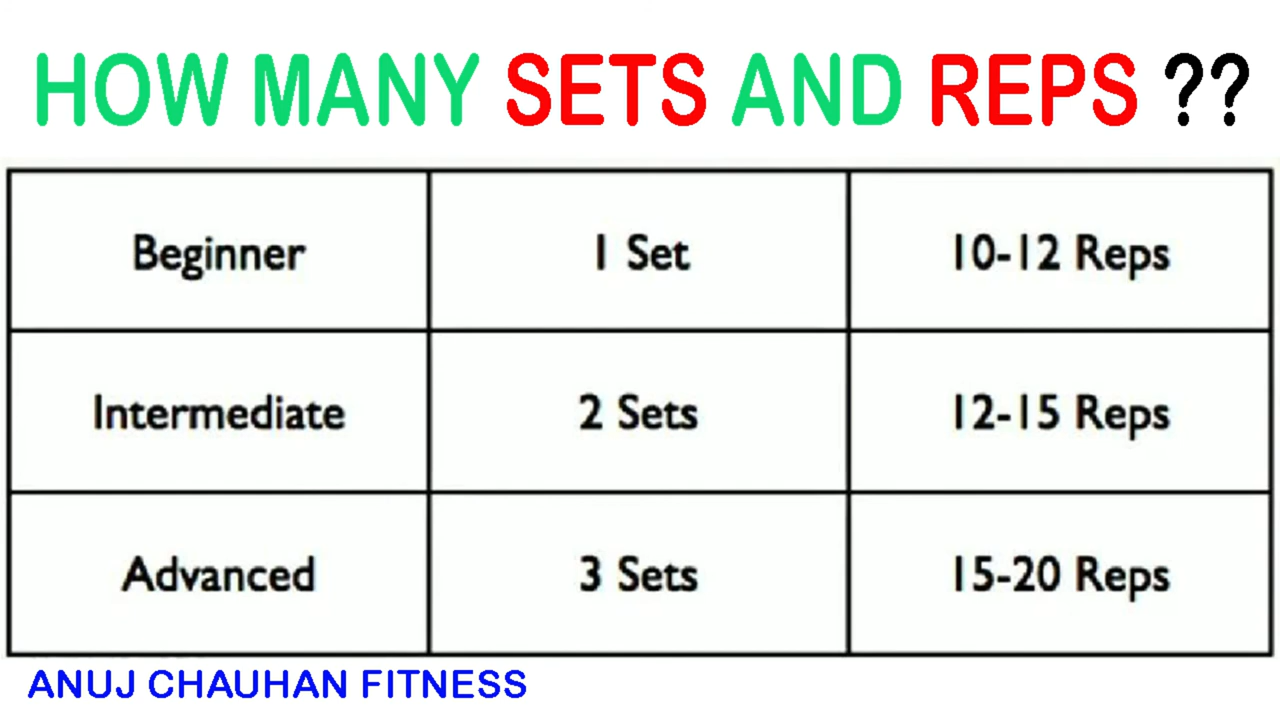 HOW MANY SETS AND REPS ??
Beginner 1 Set 10-12 Reps
Intermediate 2 Sets 12-15 Reps
Advanced 3 Sets 15-20 Reps
ANUJ CHAUHAN FITNESS